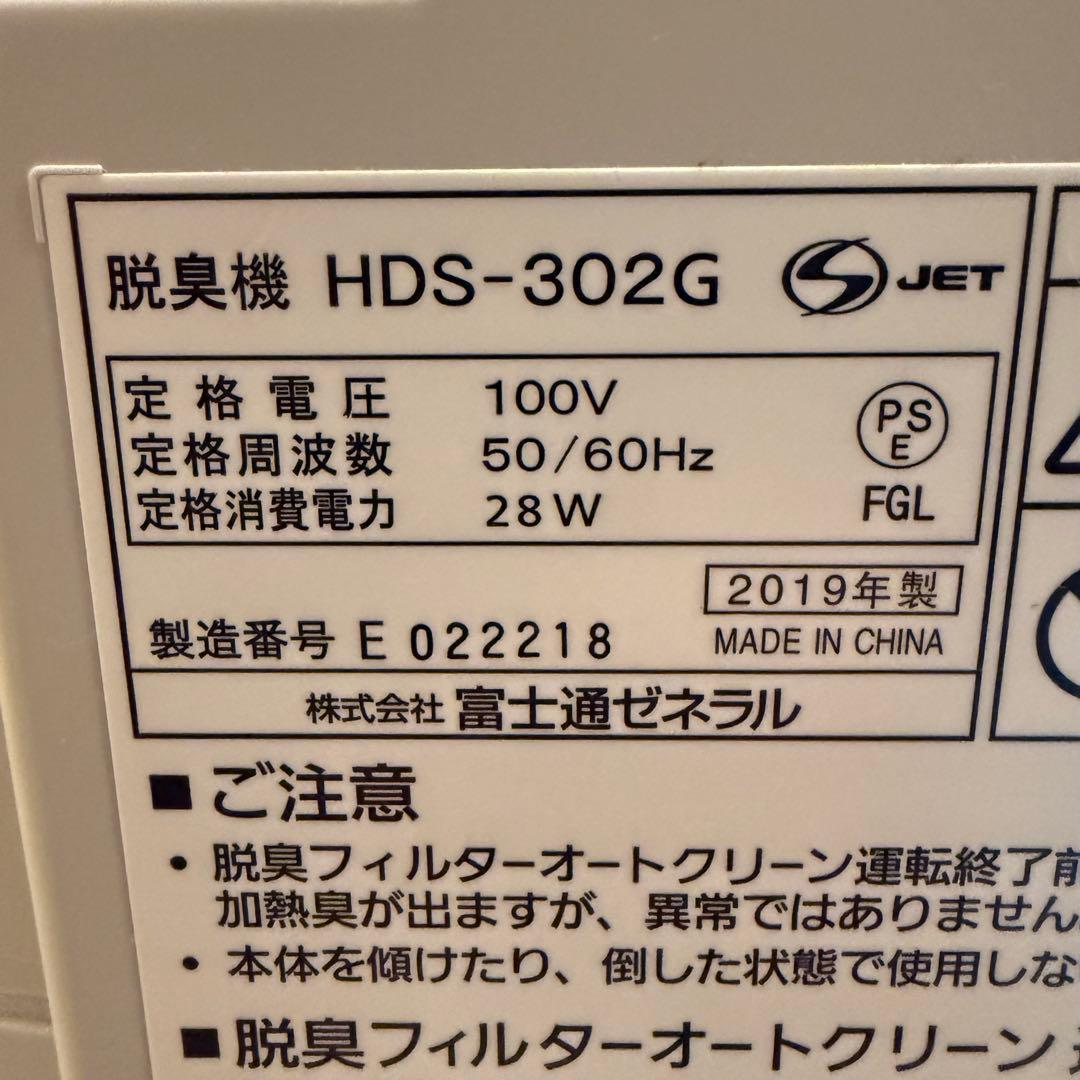 脱臭機 HDS-302G S JET
定格電圧 100V
定格周波数 50/60Hz
定格消費電力 28W
PS
E
FGL
2019年製
製造番号 E 022218
MADE IN CHINA
株式会社 富士通ゼネラル
■ ご注意
・脱臭フィルターオートクリーン運転終了前
加熱臭が出ますが、異常ではありません
・本体を傾けたり、倒した状態で使用しな
■ 脱臭フィルターオートクリーン